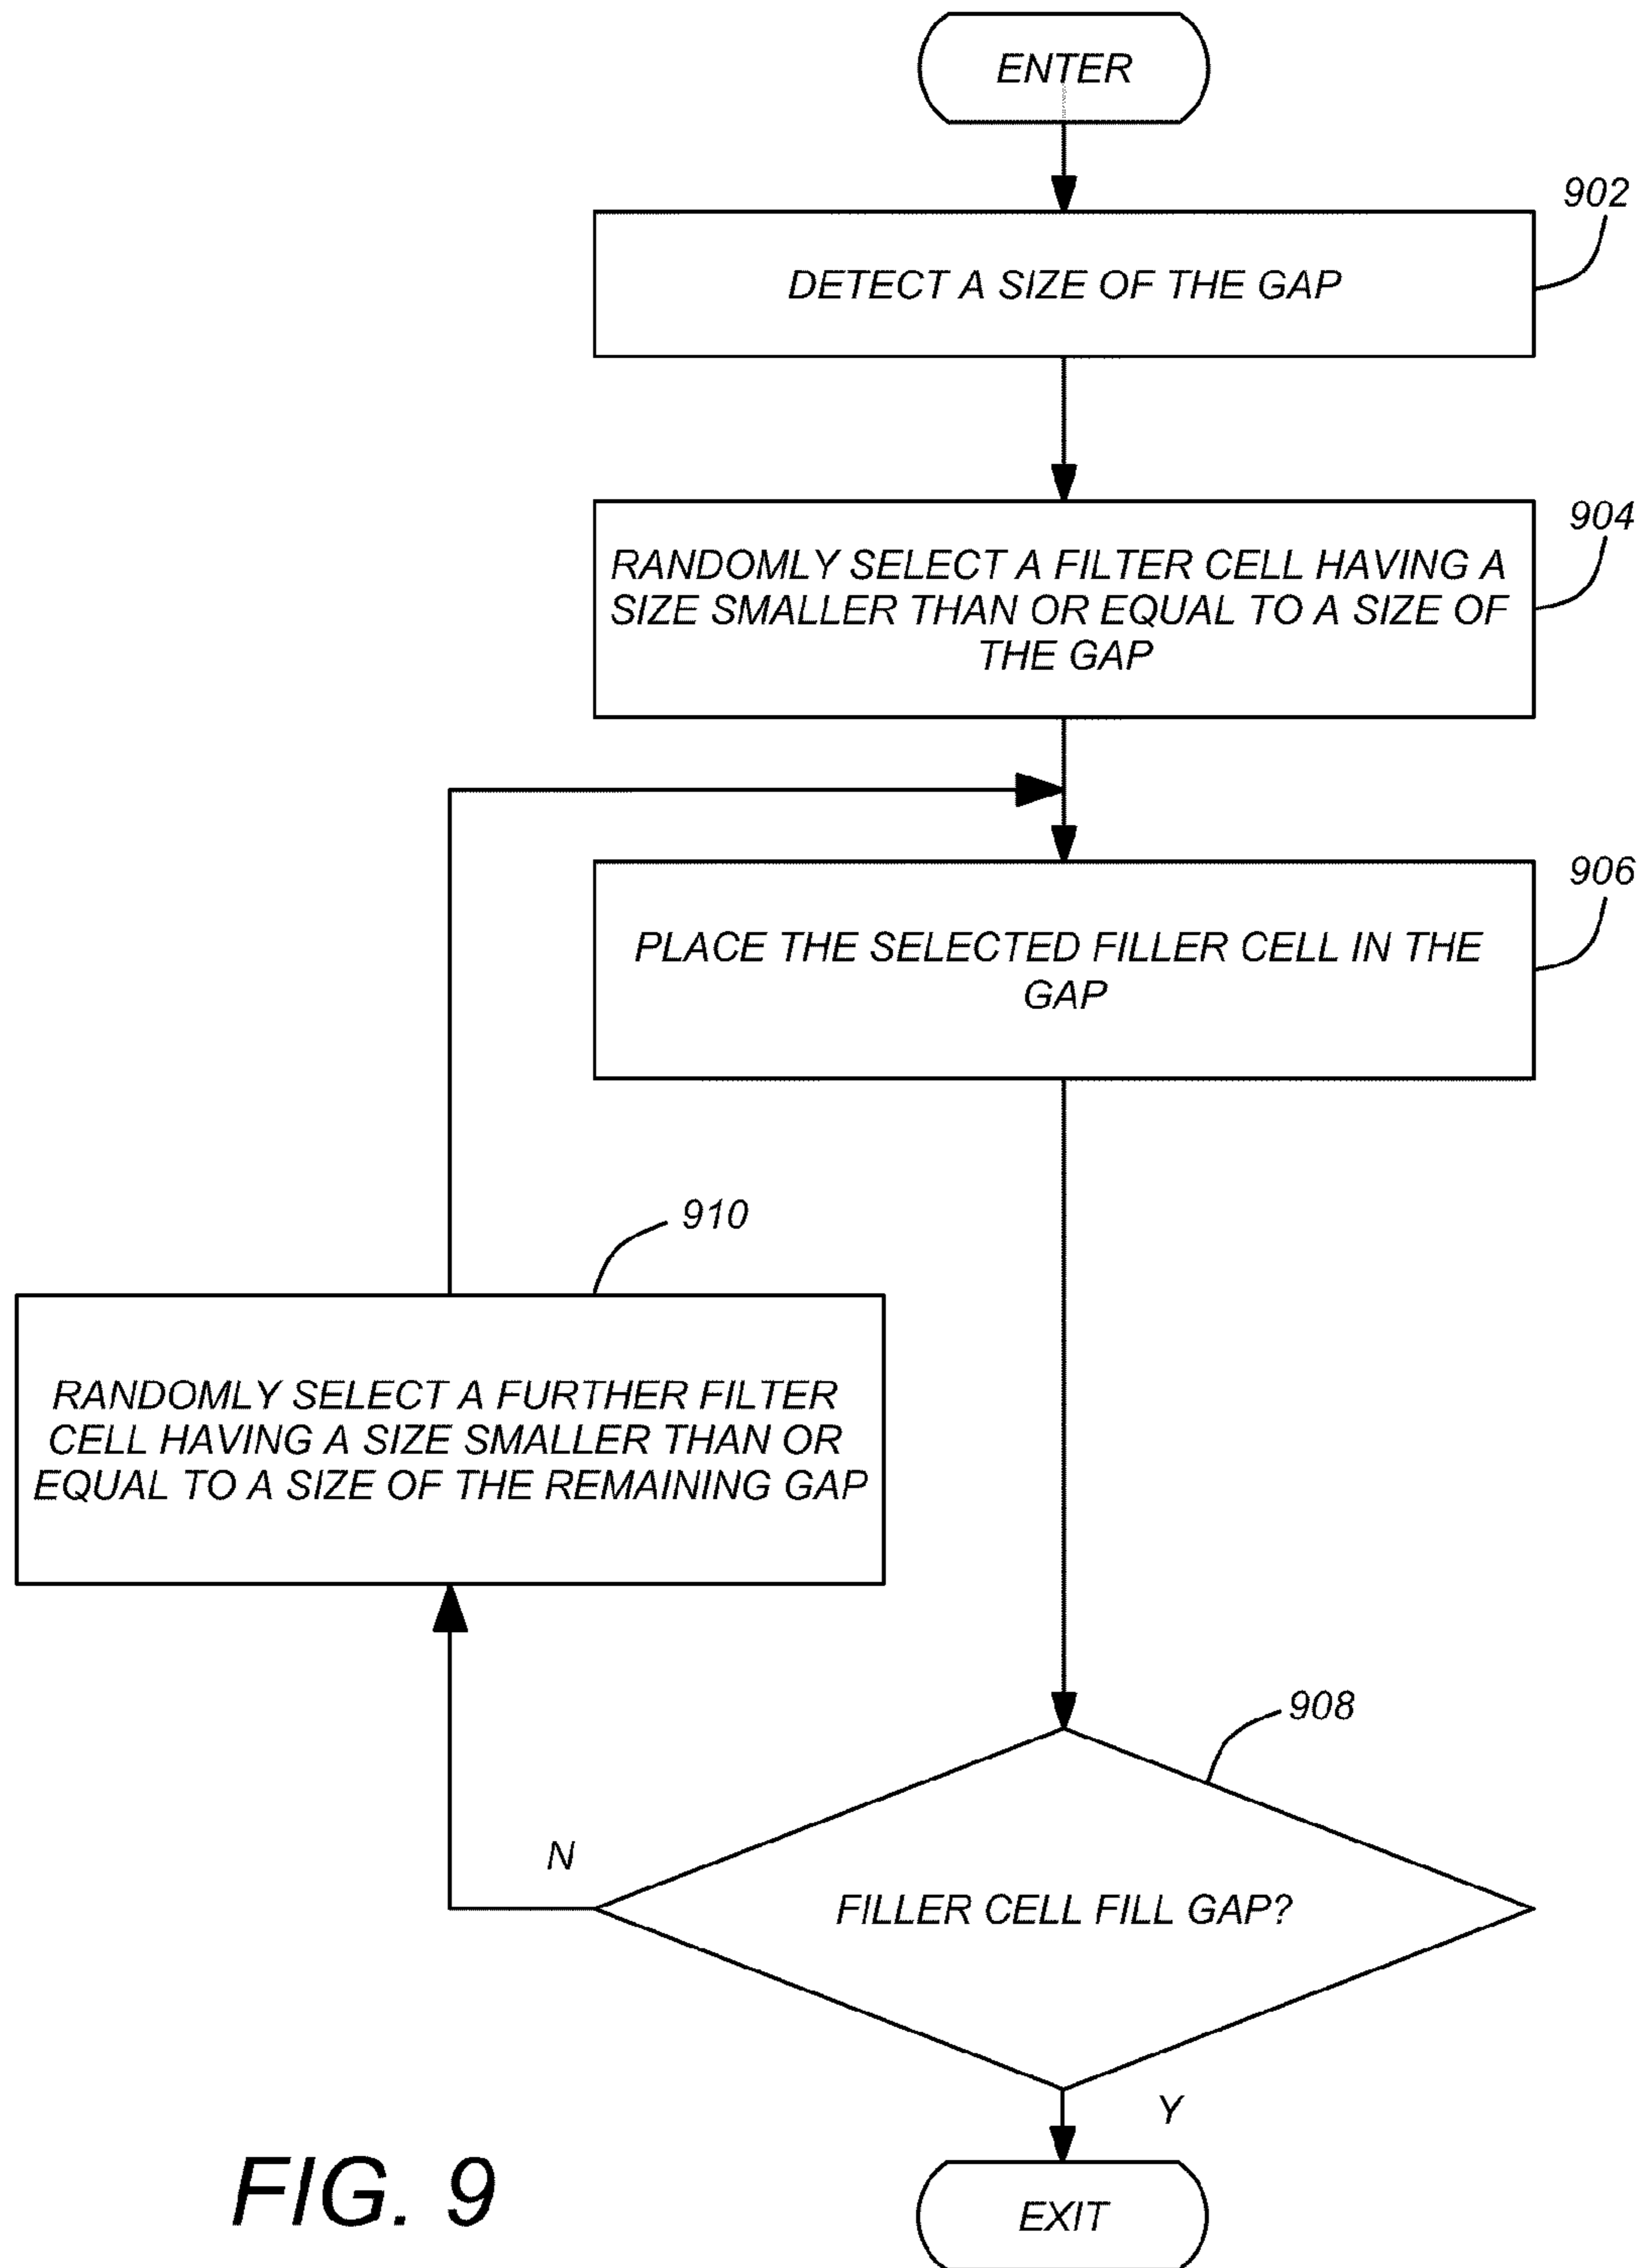 ENTER
902
DETECT A SIZE OF THE GAP
904
RANDOMLY SELECT A FILTER CELL HAVING A
SIZE SMALLER THAN OR EQUAL TO A SIZE OF
THE GAP
906
PLACE THE SELECTED FILLER CELL IN THE
GAP
910
RANDOMLY SELECT A FURTHER FILTER
CELL HAVING A SIZE SMALLER THAN OR
EQUAL TO A SIZE OF THE REMAINING GAP
908
N
FILLER CELL FILL GAP?
Y
FIG. 9
EXIT